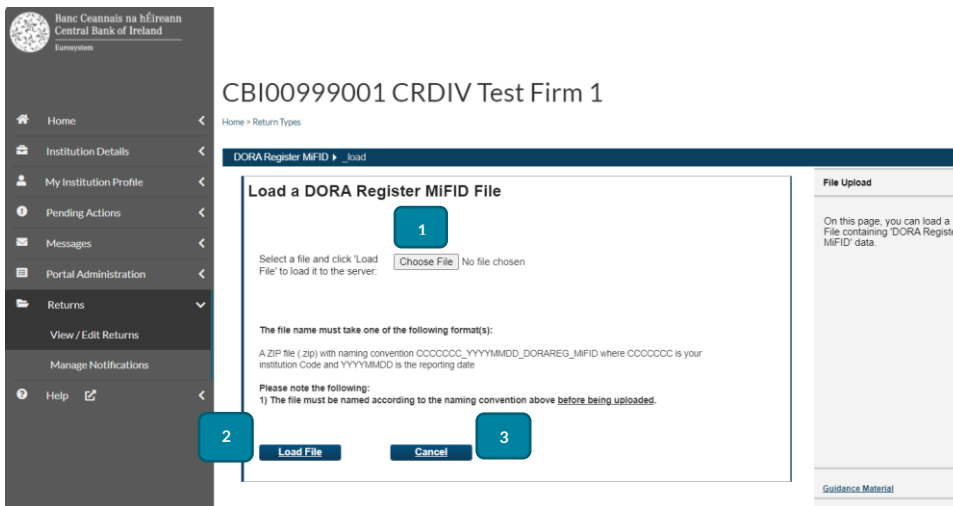 Banc Ceannais na hÉireann
Central Bank of Ireland
Eurosystem
Home
Institution Details
My Institution Profile
Pending Actions
Messages
Portal Administration
Returns
View / Edit Returns
Manage Notifications
Help
CBI00999001 CRDIV Test Firm 1
Home > Return Types
DORA Register MiFID _load
Load a DORA Register MiFID File
1
Select a file and click 'Load
File' to load it to the server:
Choose File No file chosen
The file name must take one of the following format(s):
A ZIP file (.zip) with naming convention CCCCCCC_YYYYMMDD_DORAREG_MiFID where CCCCCCC is your
institution Code and YYYYMMDD is the reporting date
Please note the following:
1) The file must be named according to the naming convention above before being uploaded.
2
Load File
Cancel
3
File Upload
On this page, you can load a
File containing 'DORA Registe
MiFID' data.
Guidance Material